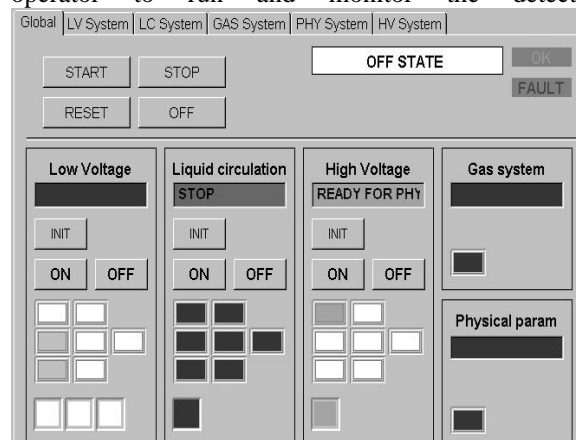 operator to run and monitor the detect
Global LV System LC System GAS System PHY System HV System
START STOP
OFF STATE
OK
FAULT
RESET OFF
Low Voltage
Liquid circulation
STOP
High Voltage
READY FOR PHY
Gas system
INIT
INIT
INIT
ON OFF
ON OFF
ON OFF
Physical param